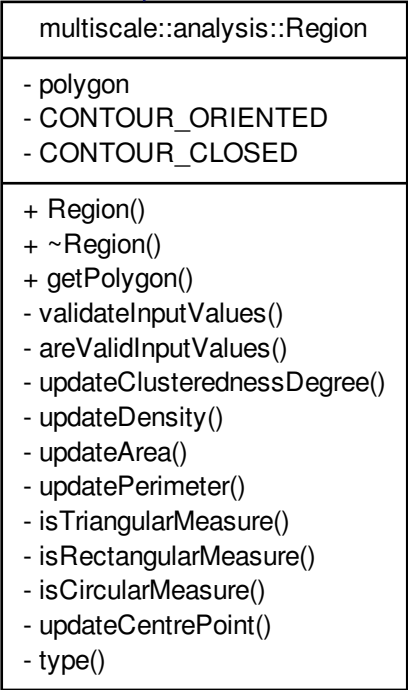 multiscale::analysis::Region
- polygon
- CONTOUR_ORIENTED
- CONTOUR_CLOSED
+ Region()
+ ~Region()
+ getPolygon()
- validateInputValues()
- areValidInputValues()
- updateClusterednessDegree()
- updateDensity()
- updateArea()
- updatePerimeter()
- isTriangularMeasure()
- isRectangularMeasure()
- isCircularMeasure()
- updateCentrePoint()
- type()